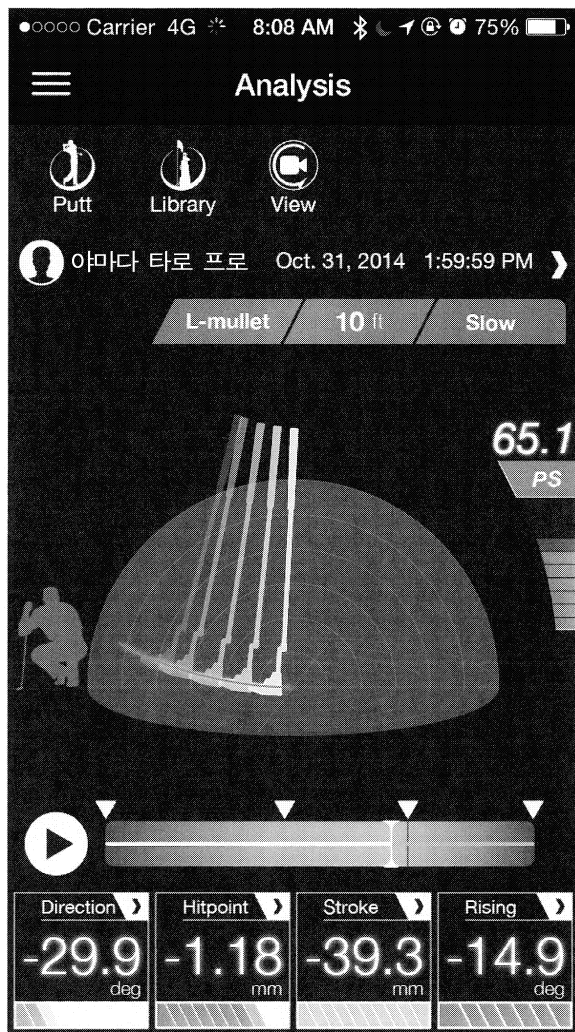 Carrier 4G 8:08 AM 75%
Analysis
Putt Library View
야마다 타로 프로 Oct. 31, 2014 1:59:59 PM
L-mullet 10 ft Slow
65.1
PS
Direction Hitpoint Stroke Rising
-29.9 -1.18 -39.3 -14.9
deg mm mm deg